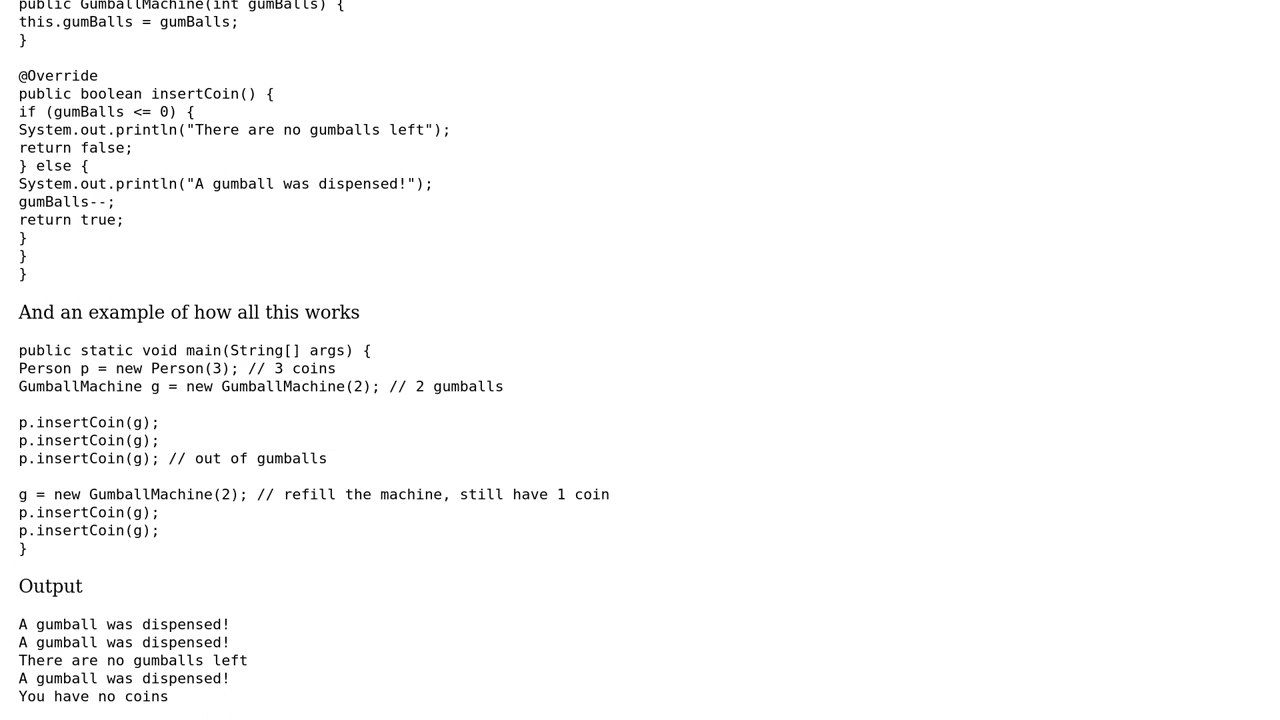 public GumballMachine(int gumBalls) {
this.gumBalls = gumBalls;
}
@Override
public boolean insertCoin() {
if (gumBalls <= 0) {
System.out.println("There are no gumballs left");
return false;
} else {
System.out.println("A gumball was dispensed!");
gumBalls--;
return true;
}
}
}
And an example of how all this works
public static void main(String[] args) {
Person p = new Person(3); // 3 coins
GumballMachine g = new GumballMachine(2); // 2 gumballs
p.insertCoin(g);
p.insertCoin(g);
p.insertCoin(g); // out of gumballs
g = new GumballMachine(2); // refill the machine, still have 1 coin
p.insertCoin(g);
p.insertCoin(g);
}
Output
A gumball was dispensed!
A gumball was dispensed!
There are no gumballs left
A gumball was dispensed!
You have no coins